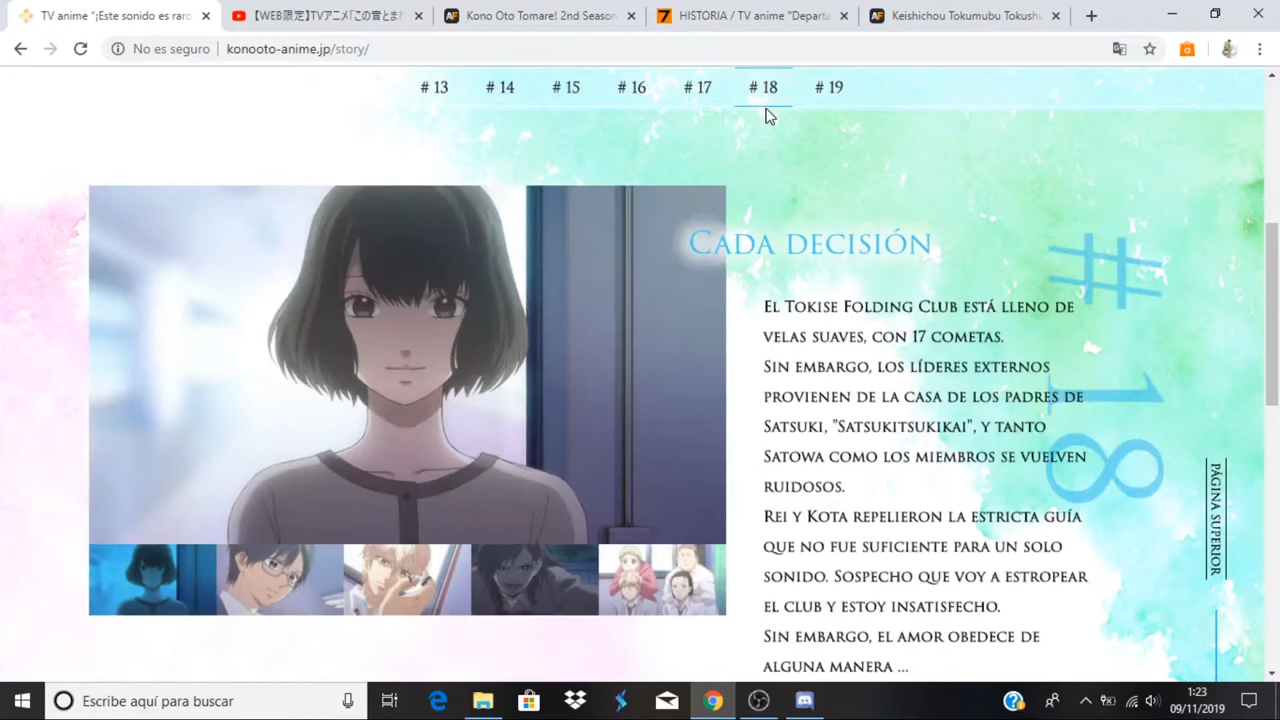 TV anime "¡Este sonido es raro
【WEB限定】TVアニメ「この音とまれ
Kono Oto Tomare! 2nd Season
HISTORIA / TV anime "Departa
Keishichou Tokumubu Tokushu
No es seguro
konooto-anime.jp/story/
# 13
# 14
# 15
# 16
# 17
# 18
# 19
Cada decisión
El Tokise Folding Club está lleno de
velas suaves, con 17 cometas.
Sin embargo, los líderes externos
provienen de la casa de los padres de
Satsuki, "Satsukitsukikai", y tanto
Satowa como los miembros se vuelven
ruidosos.
Rei y Kota repelieron la estricta guía
que no fue suficiente para un solo
sonido. Sospecho que voy a estropear
el club y estoy insatisfecho.
Sin embargo, el amor obedece de
alguna manera ...
# 18
PÁGINA SUPERIOR
Escribe aquí para buscar
1:23
09/11/2019